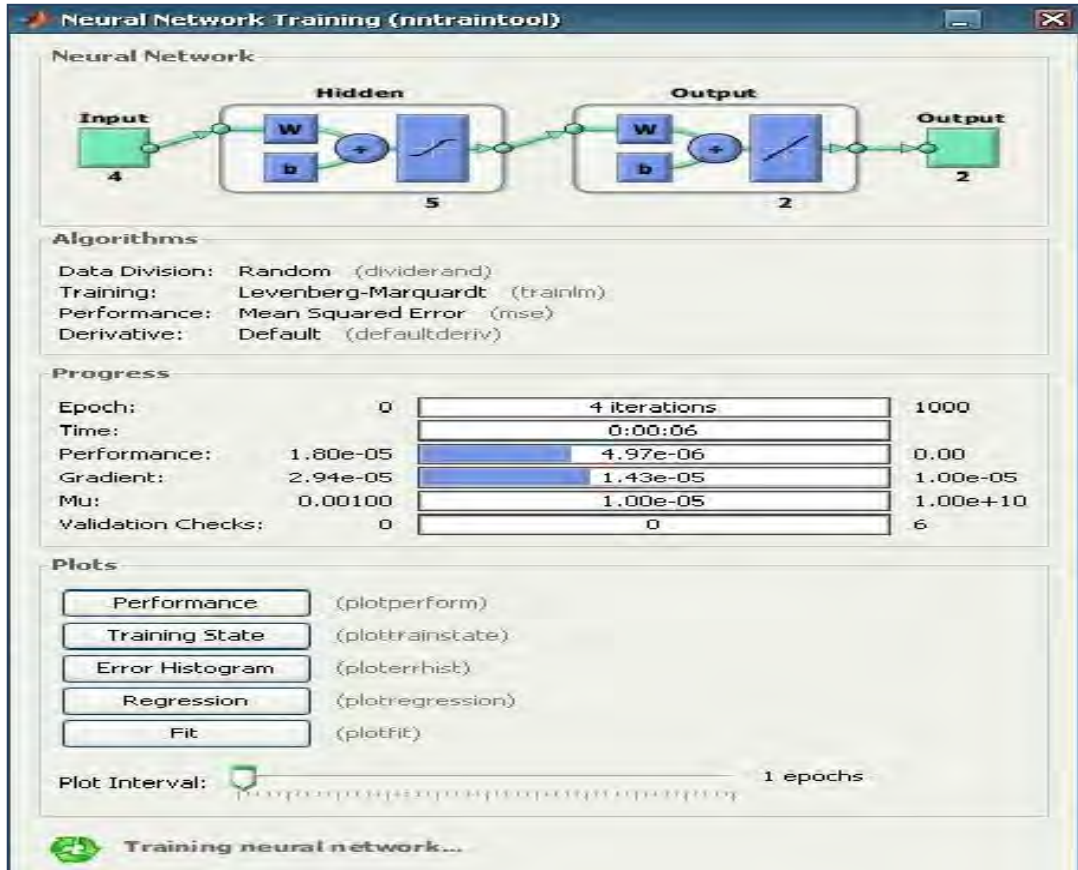 Neural Network Training (nntraintool)
Neural Network
Hidden Output
Input Output
W W
+ +
b b
4 2
5 2
Algorithms
Data Division: Random (dividerand)
Training: Levenberg-Marquardt (trainlm)
Performance: Mean Squared Error (mse)
Derivative: Default (defaultderiv)
Progress
Epoch: 0 4 iterations 1000
Time: 0:00:06
Performance: 1.80e-05 4.97e-06 0.00
Gradient: 2.94e-05 1.43e-05 1.00e-05
Mu: 0.00100 1.00e-05 1.00e+10
Validation Checks: 0 0 6
Plots
Performance (plotperform)
Training State (plottrainstate)
Error Histogram (ploterrhist)
Regression (plotregression)
Fit (plotfit)
Plot Interval: 1 epochs
Training neural network...